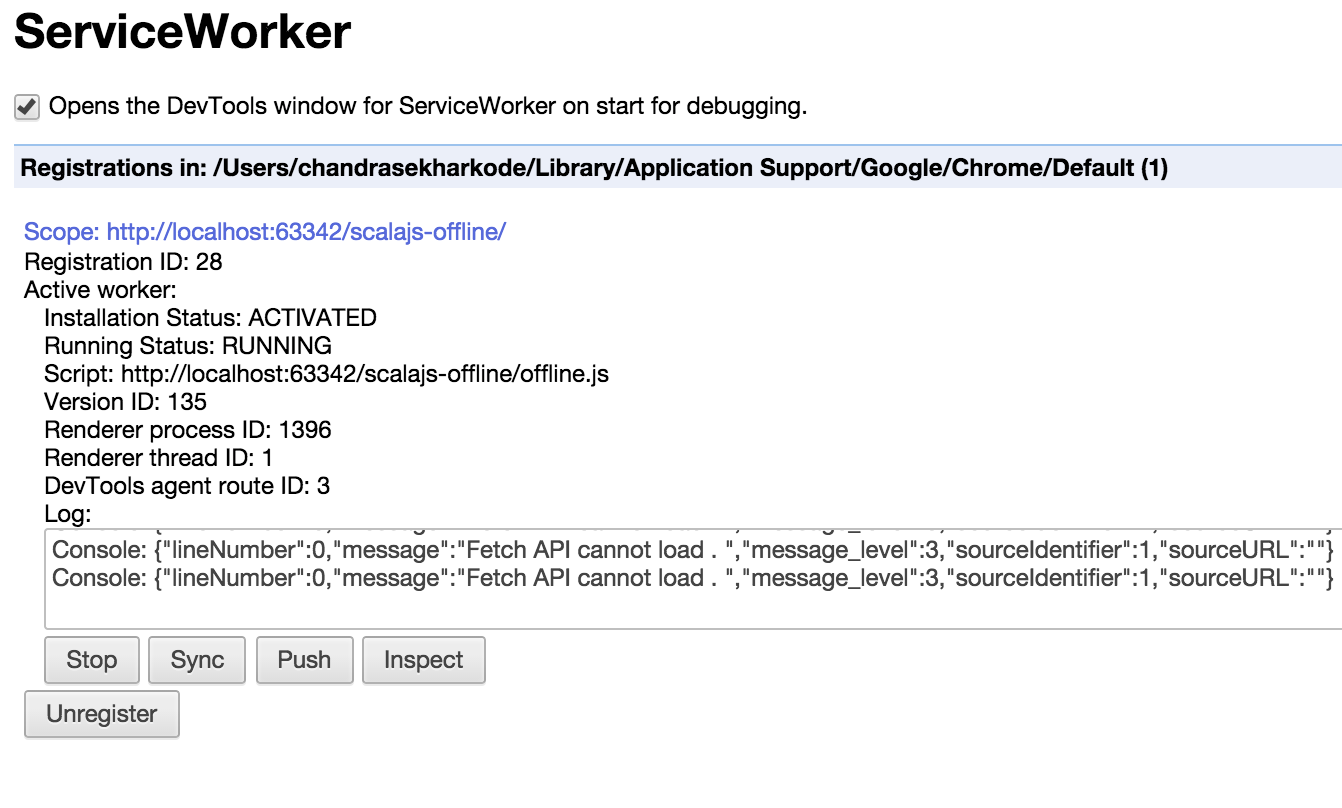 ServiceWorker
Opens the DevTools window for ServiceWorker on start for debugging.
Registrations in: /Users/chandrasekharkode/Library/Application Support/Google/Chrome/Default (1)
Scope: http://localhost:63342/scalajs-offline/
Registration ID: 28
Active worker:
Installation Status: ACTIVATED
Running Status: RUNNING
Script: http://localhost:63342/scalajs-offline/offline.js
Version ID: 135
Renderer process ID: 1396
Renderer thread ID: 1
DevTools agent route ID: 3
Log:
Console: {"lineNumber":0,"message":"Fetch API cannot load . ","message_level":3,"sourceIdentifier":1,"sourceURL":""}
Console: {"lineNumber":0,"message":"Fetch API cannot load . ","message_level":3,"sourceIdentifier":1,"sourceURL":""}
Stop Sync Push Inspect
Unregister